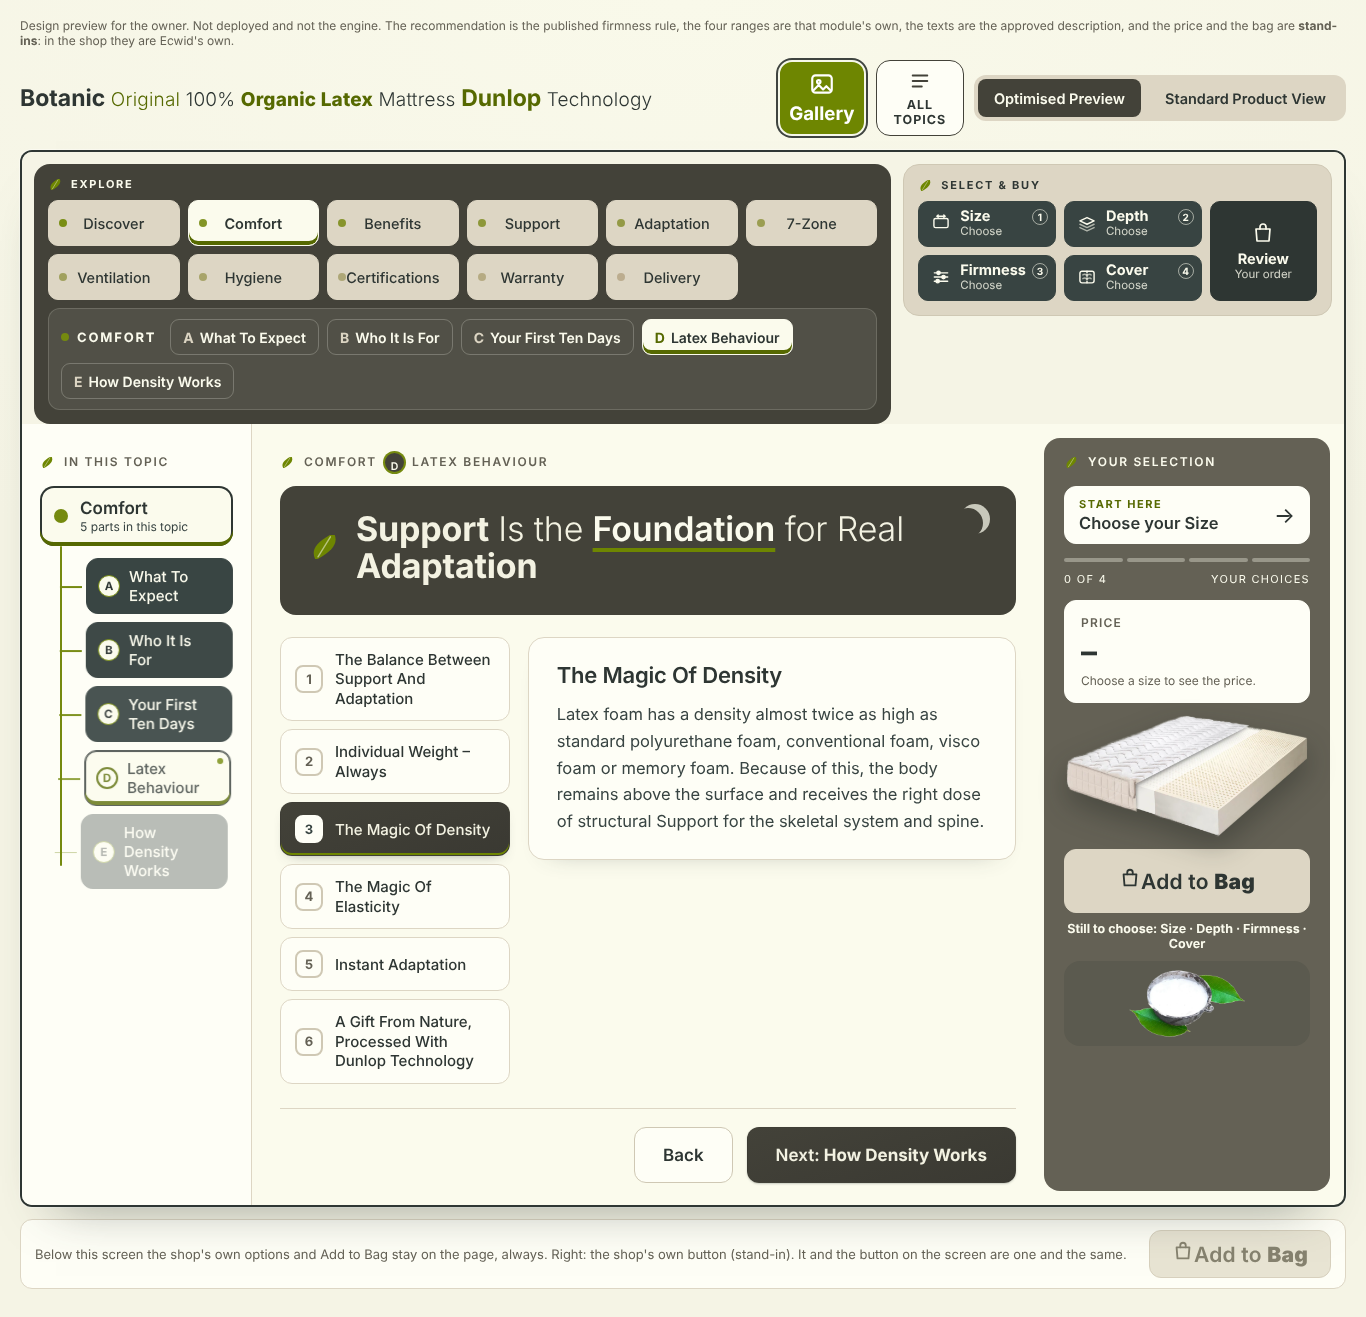 Design preview for the owner. Not deployed and not the engine. The recommendation is the published firmness rule, the four ranges are that module's own, the texts are the approved description, and the price and the bag are stand-
ins: in the shop they are Ecwid's own.
Botanic Original 100% Organic Latex Mattress Dunlop Technology
Gallery
ALL
TOPICS
Optimised Preview
Standard Product View
EXPLORE
Discover
Comfort
Benefits
Support
Adaptation
7-Zone
Ventilation
Hygiene
Certifications
Warranty
Delivery
COMFORT
A What To Expect
B Who It Is For
C Your First Ten Days
D Latex Behaviour
E How Density Works
SELECT & BUY
Size 1
Choose
Depth 2
Choose
Firmness 3
Choose
Cover 4
Choose
Review
Your order
IN THIS TOPIC
Comfort
5 parts in this topic
A What To
Expect
B Who It Is
For
C Your First
Ten Days
D Latex
Behaviour
E How
Density
Works
COMFORT D LATEX BEHAVIOUR
Support Is the Foundation for Real
Adaptation
1 The Balance Between
Support And
Adaptation
2 Individual Weight –
Always
3 The Magic Of Density
4 The Magic Of
Elasticity
5 Instant Adaptation
6 A Gift From Nature,
Processed With
Dunlop Technology
The Magic Of Density
Latex foam has a density almost twice as high as
standard polyurethane foam, conventional foam, visco
foam or memory foam. Because of this, the body
remains above the surface and receives the right dose
of structural Support for the skeletal system and spine.
Back
Next: How Density Works
YOUR SELECTION
START HERE
Choose your Size
0 OF 4
YOUR CHOICES
PRICE
–
Choose a size to see the price.
Add to Bag
Still to choose: Size · Depth · Firmness ·
Cover
Below this screen the shop's own options and Add to Bag stay on the page, always. Right: the shop's own button (stand-in). It and the button on the screen are one and the same.
Add to Bag